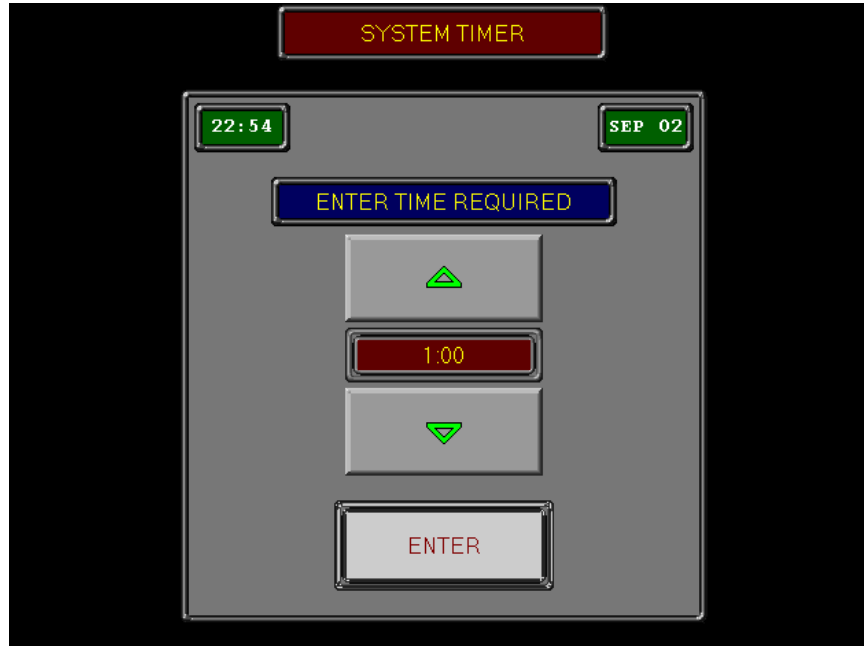 SYSTEM TIMER
22:54
SEP 02
ENTER TIME REQUIRED
1:00
ENTER